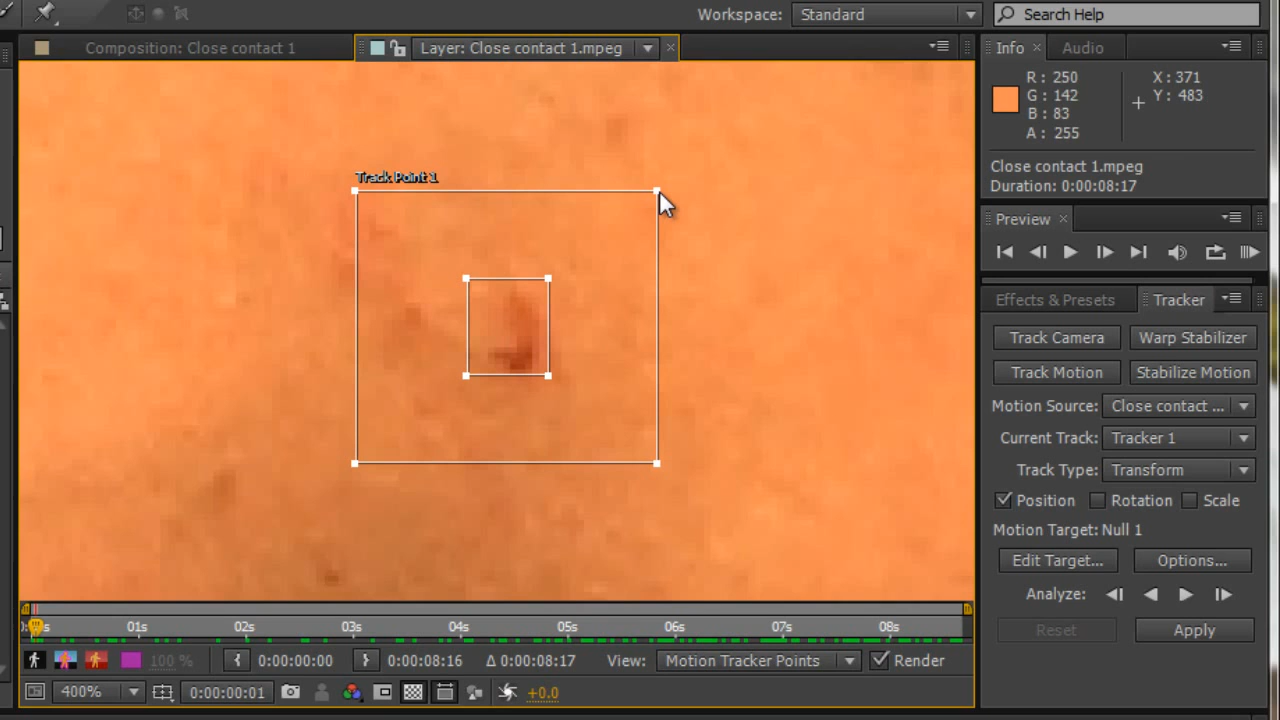 Workspace: Standard
Search Help
Composition: Close contact 1
Layer: Close contact 1.mpeg
Info
Audio
R: 250
G: 142
B: 83
A: 255
X: 371
Y: 483
Close contact 1.mpeg
Duration: 0:00:08:17
Preview
Effects & Presets
Tracker
Track Camera
Warp Stabilizer
Track Motion
Stabilize Motion
Motion Source: Close contact ...
Current Track: Tracker 1
Track Type: Transform
Position
Rotation
Scale
Motion Target: Null 1
Edit Target...
Options...
Analyze:
Reset
Apply
Track Point 1
01s 02s 03s 04s 05s 06s 07s 08s
100 %
0:00:00:00
0:00:08:16
Δ 0:00:08:17
View: Motion Tracker Points
Render
400%
0:00:00:01
+0.0